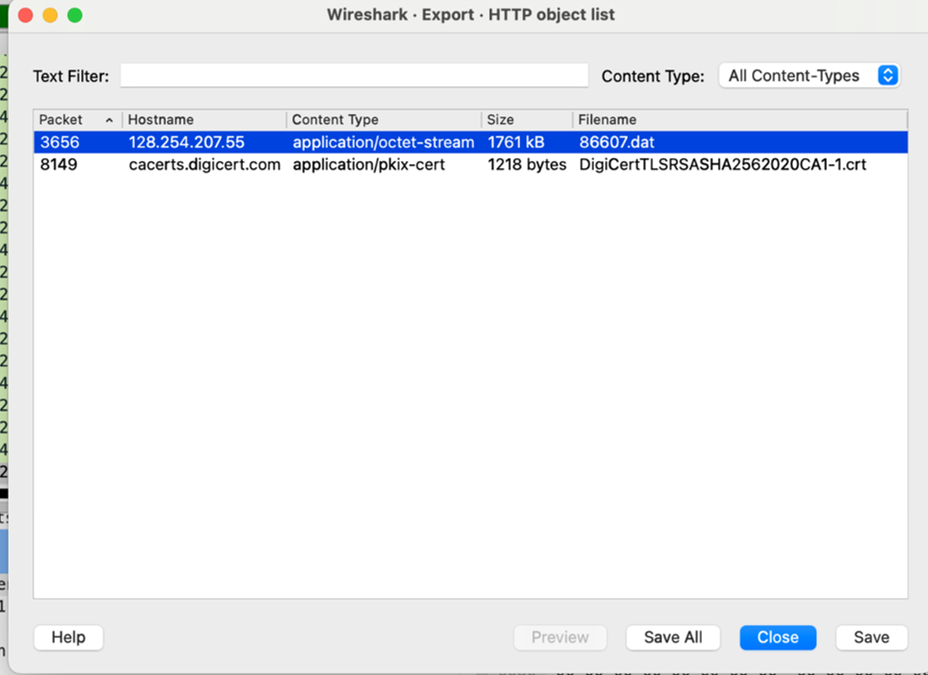 Wireshark · Export · HTTP object list
Text Filter: Content Type: All Content-Types
Packet Hostname Content Type Size Filename
3656 128.254.207.55 application/octet-stream 1761 kB 86607.dat
8149 cacerts.digicert.com application/pkix-cert 1218 bytes DigiCertTLSRSASHA2562020CA1-1.crt
Help Preview Save All Close Save